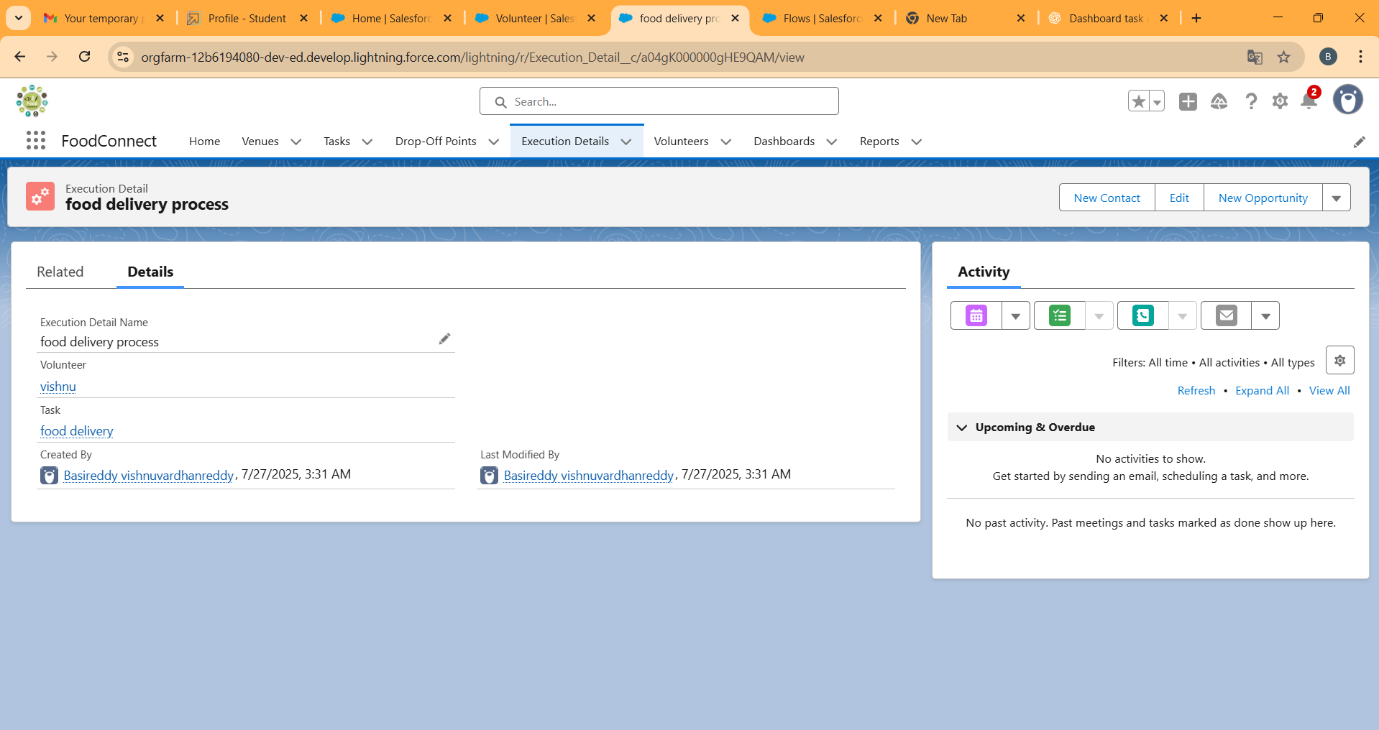 Your temporary
Profile - Student
Home | Salesforc
Volunteer | Sales
food delivery pro
Flows | Salesforc
New Tab
Dashboard task
orgfarm-12b6194080-dev-ed.develop.lightning.force.com/lightning/r/Execution_Detail__c/a04gK000000gHE9QAM/view
B
Search...
2
FoodConnect
Home
Venues
Tasks
Drop-Off Points
Execution Details
Volunteers
Dashboards
Reports
Execution Detail
food delivery process
New Contact
Edit
New Opportunity
Related
Details
Execution Detail Name
food delivery process
Volunteer
vishnu
Task
food delivery
Created By
Basireddy vishnuvardhanreddy, 7/27/2025, 3:31 AM
Last Modified By
Basireddy vishnuvardhanreddy, 7/27/2025, 3:31 AM
Activity
Filters: All time • All activities • All types
Refresh • Expand All • View All
Upcoming & Overdue
No activities to show.
Get started by sending an email, scheduling a task, and more.
No past activity. Past meetings and tasks marked as done show up here.